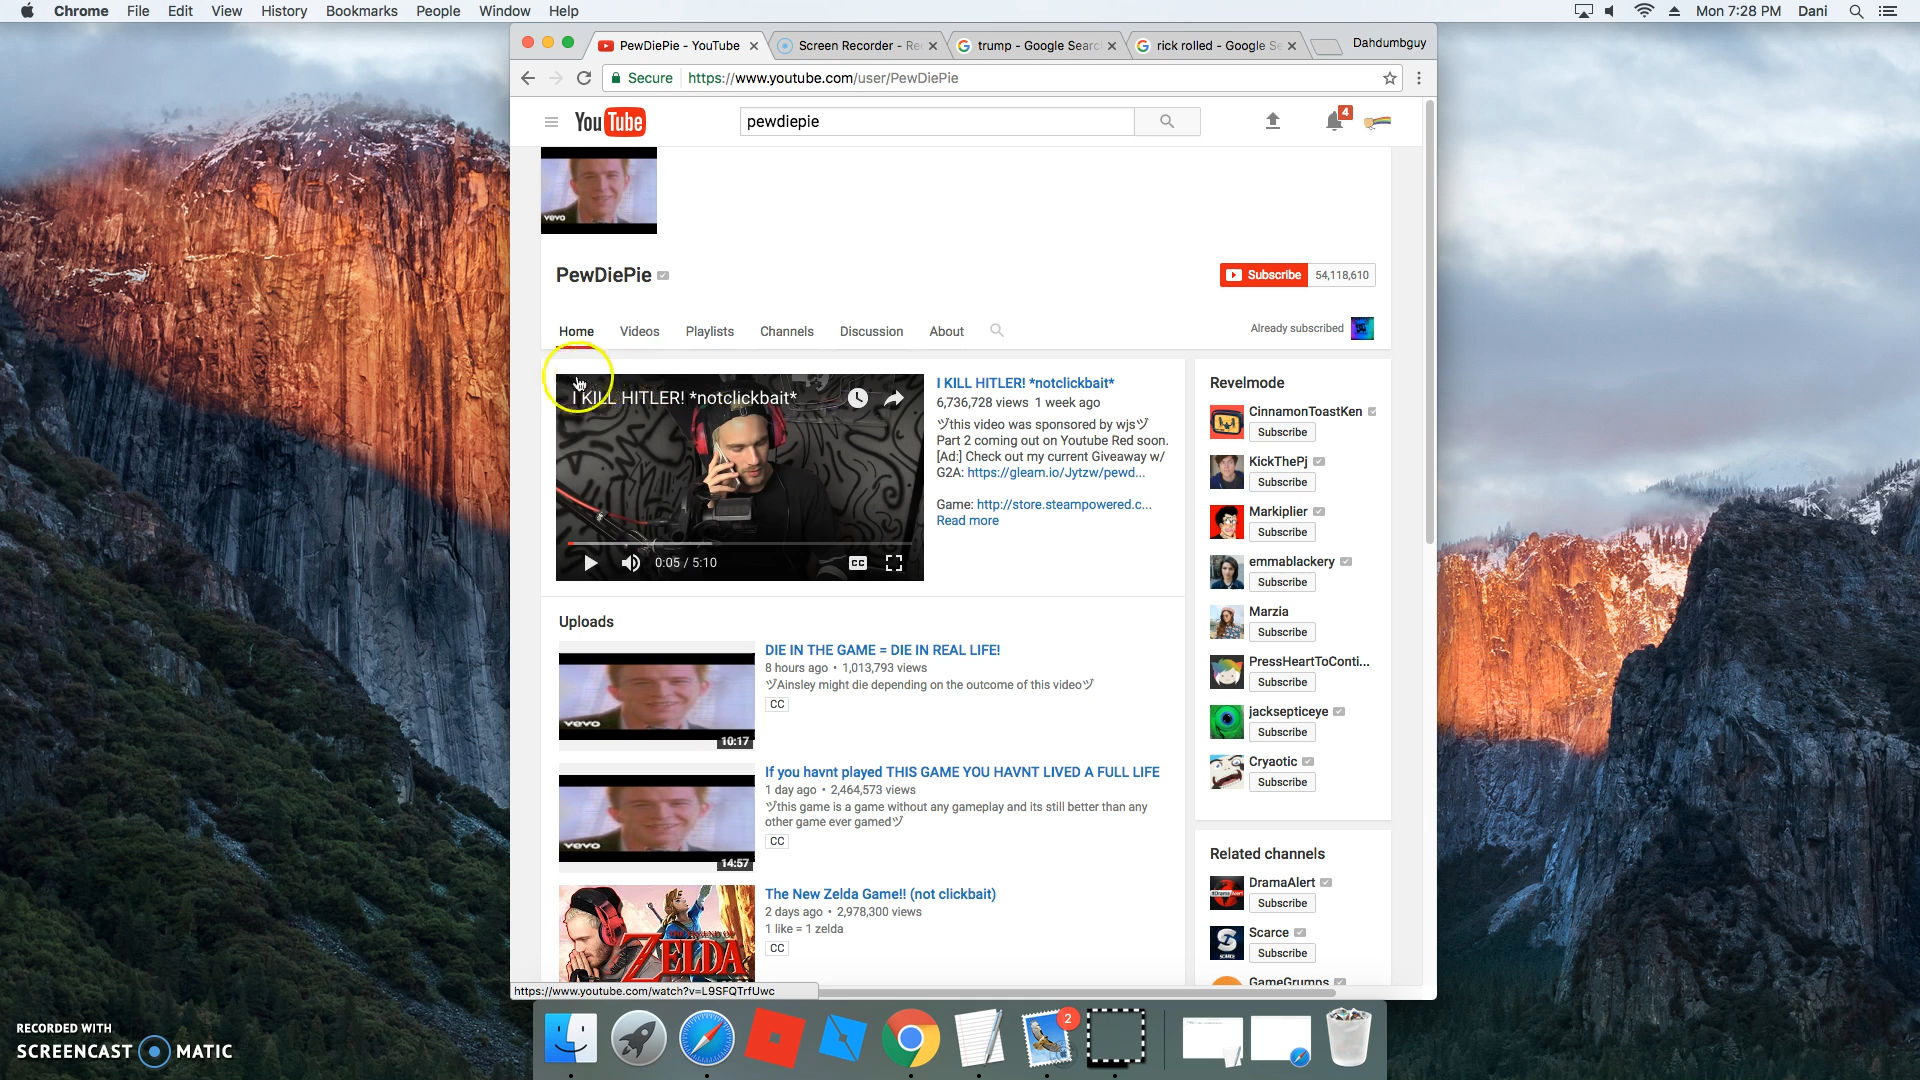 Chrome File Edit View History Bookmarks People Window Help
Mon 7:28 PM Dani
PewDiePie - YouTube
Screen Recorder - Re
trump - Google Searc
rick rolled - Google Se
Dahdumbguy
Secure https://www.youtube.com/user/PewDiePie
YouTube
pewdiepie
4
vevo
PewDiePie
Subscribe 54,118,610
Home Videos Playlists Channels Discussion About
Already subscribed
I KILL HITLER! *notclickbait*
0:05 / 5:10
CC
I KILL HITLER! *notclickbait*
6,736,728 views 1 week ago
ヅthis video was sponsored by wjsヅ
Part 2 coming out on Youtube Red soon.
[Ad:] Check out my current Giveaway w/
G2A: https://gleam.io/Jytzw/pewd...
Game: http://store.steampowered.c...
Read more
Uploads
vevo
10:17
DIE IN THE GAME = DIE IN REAL LIFE!
8 hours ago • 1,013,793 views
ヅAinsley might die depending on the outcome of this videoヅ
CC
vevo
14:57
If you havnt played THIS GAME YOU HAVNT LIVED A FULL LIFE
1 day ago • 2,464,573 views
ヅthis game is a game without any gameplay and its still better than any
other game ever gamedヅ
CC
ZELDA
The New Zelda Game!! (not clickbait)
2 days ago • 2,978,300 views
1 like = 1 zelda
CC
Revelmode
CinnamonToastKen
Subscribe
KickThePj
Subscribe
Markiplier
Subscribe
emmablackery
Subscribe
Marzia
Subscribe
PressHeartToConti...
Subscribe
jacksepticeye
Subscribe
Cryaotic
Subscribe
Related channels
DramaAlert
Subscribe
Scarce
Subscribe
GameGrumps
https://www.youtube.com/watch?v=L9SFQTrfUwc
2
RECORDED WITH
SCREENCAST MATIC